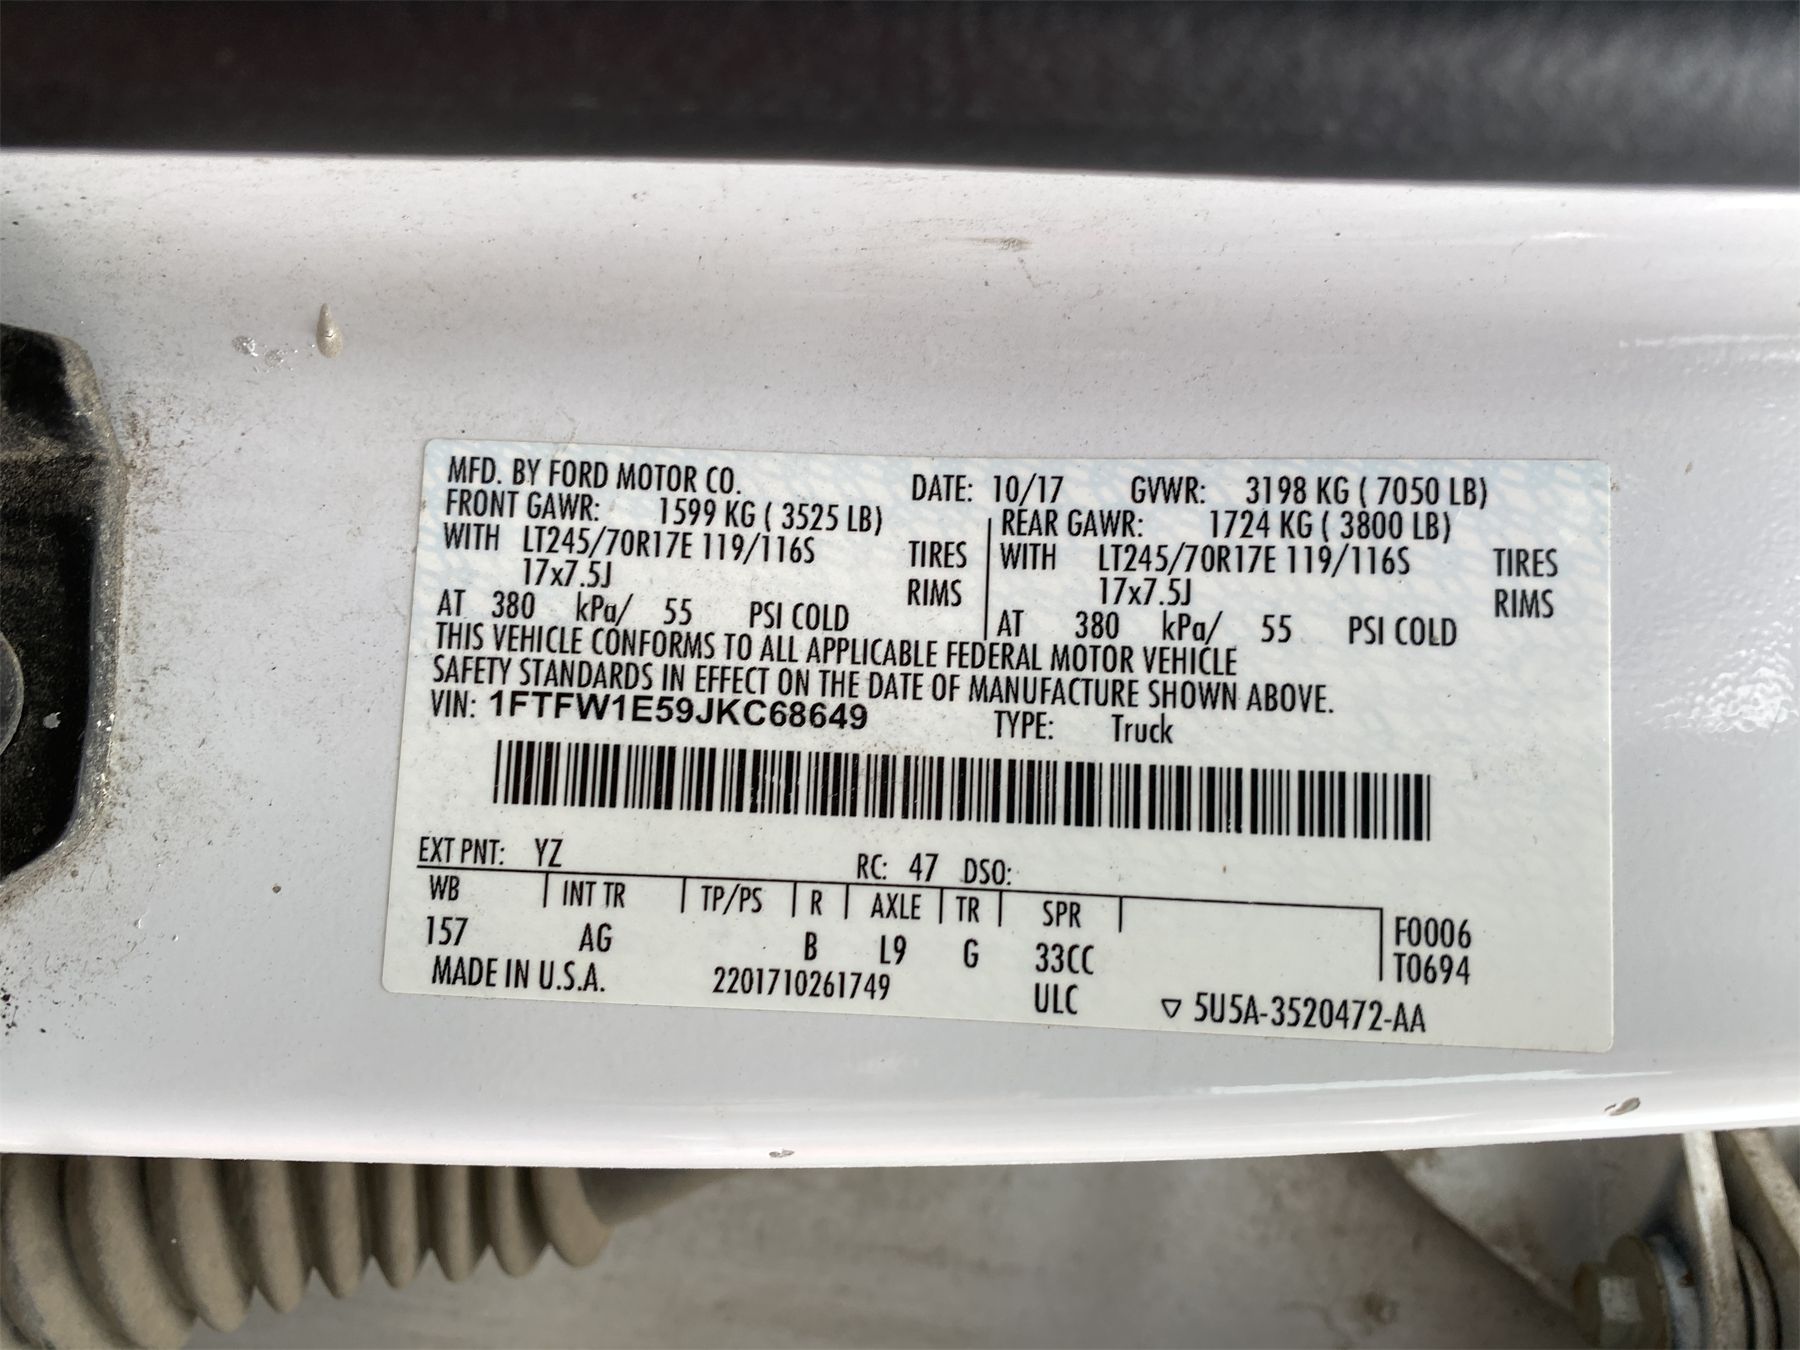 MFD. BY FORD MOTOR CO. DATE: 10/17 GVWR: 3198 KG ( 7050 LB)
FRONT GAWR: 1599 KG ( 3525 LB) REAR GAWR: 1724 KG ( 3800 LB)
WITH LT245/70R17E 119/116S TIRES WITH LT245/70R17E 119/116S TIRES
17x7.5J RIMS 17x7.5J RIMS
AT 380 kPa/ 55 PSI COLD AT 380 kPa/ 55 PSI COLD
THIS VEHICLE CONFORMS TO ALL APPLICABLE FEDERAL MOTOR VEHICLE
SAFETY STANDARDS IN EFFECT ON THE DATE OF MANUFACTURE SHOWN ABOVE.
VIN: 1FTFW1E59JKC68649 TYPE: Truck
EXT PNT: YZ RC: 47 DSO:
WB INT TR TP/PS R AXLE TR SPR F0006
157 AG B L9 G 33CC T0694
MADE IN U.S.A. 2201710261749 ULC ▽ 5U5A-3520472-AA